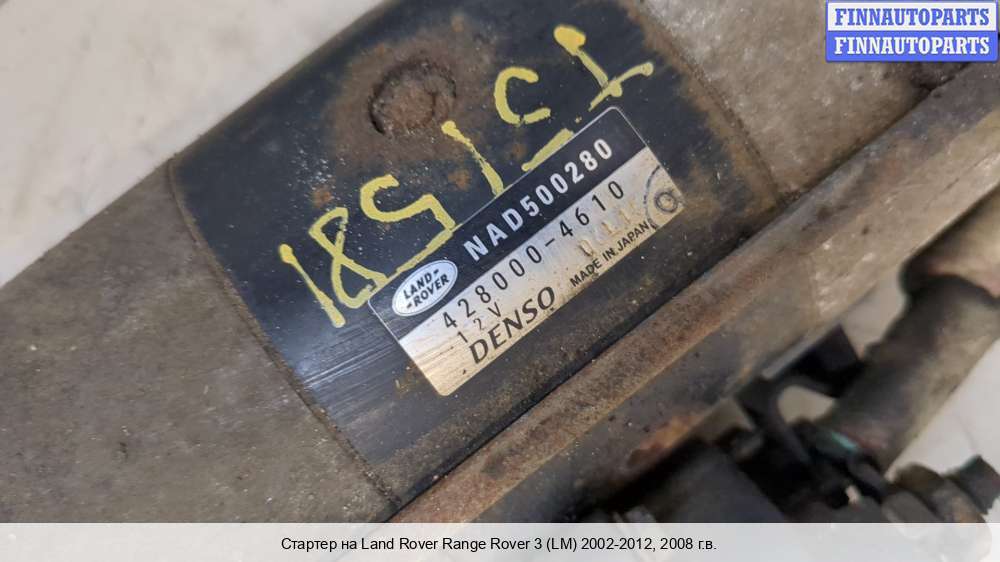 FINNAUTOPARTS
FINNAUTOPARTS
LAND-
-ROVER
NAD500280
428000-4610
12V
DENSO
MADE IN JAPAN
Стартер на Land Rover Range Rover 3 (LM) 2002-2012, 2008 г.в.